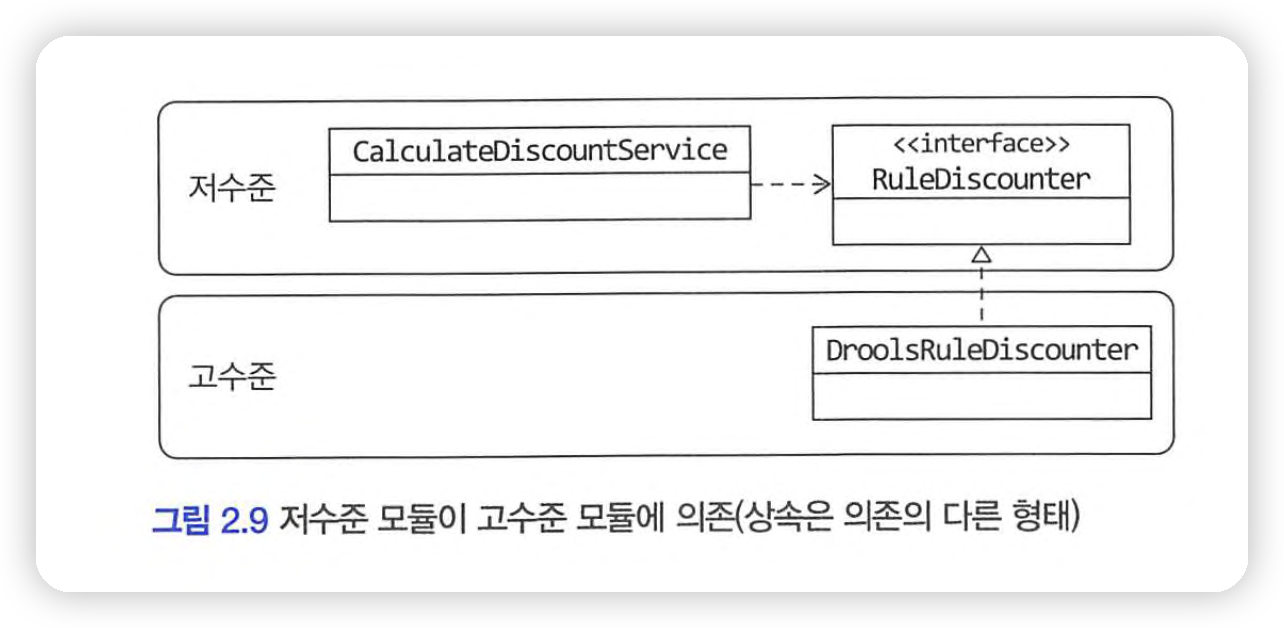 저수준
CalculateDiscountService
<<interface>>
RuleDiscounter
고수준
DroolsRuleDiscounter
그림 2.9 저수준 모듈이 고수준 모듈에 의존(상속은 의존의 다른 형태)